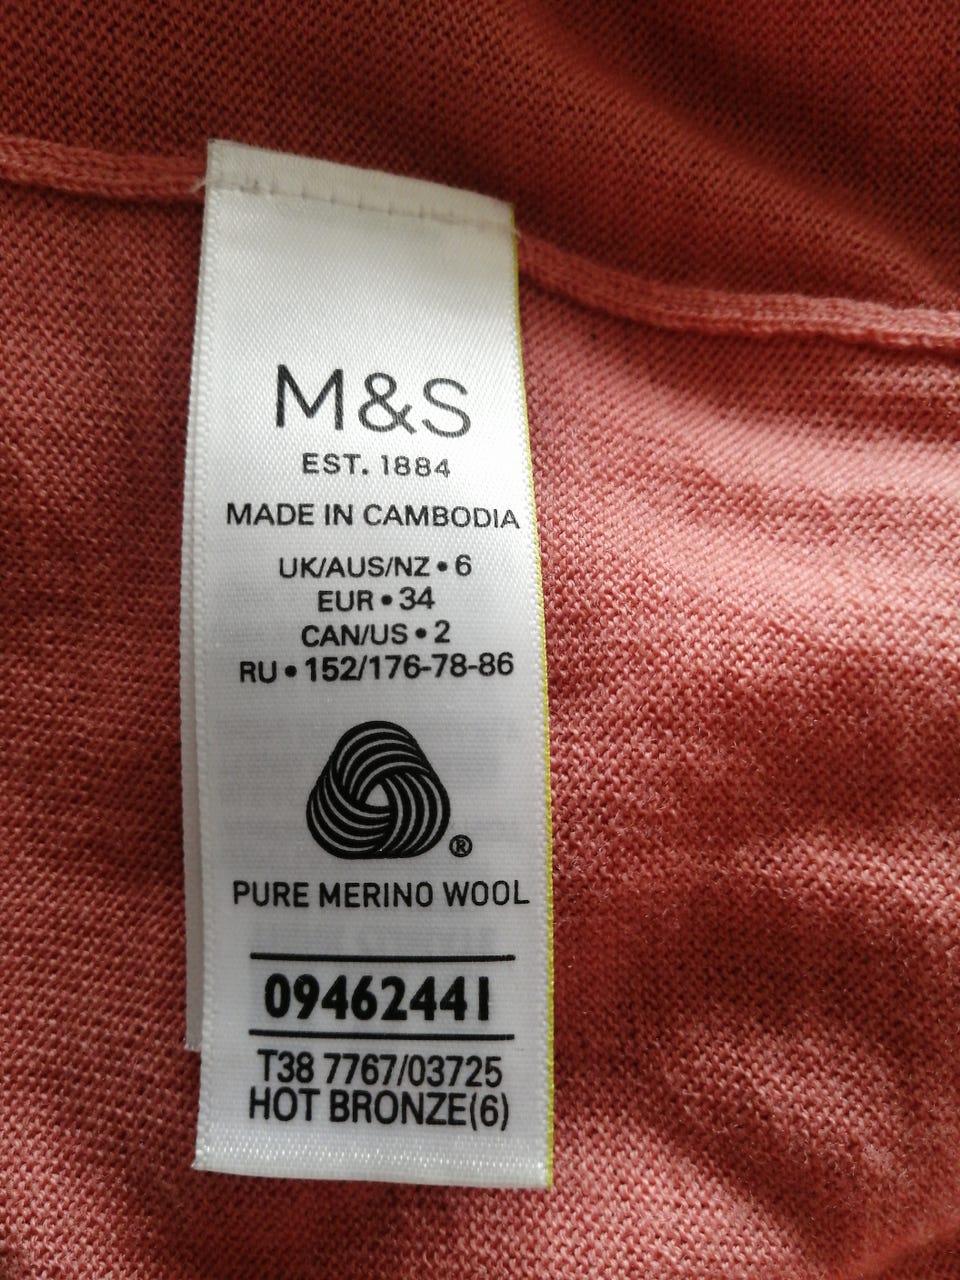 M&S
EST. 1884
MADE IN CAMBODIA
UK/AUS/NZ • 6
EUR • 34
CAN/US • 2
RU • 152/176-78-86
®
PURE MERINO WOOL
09462441
T38 7767/03725
HOT BRONZE(6)